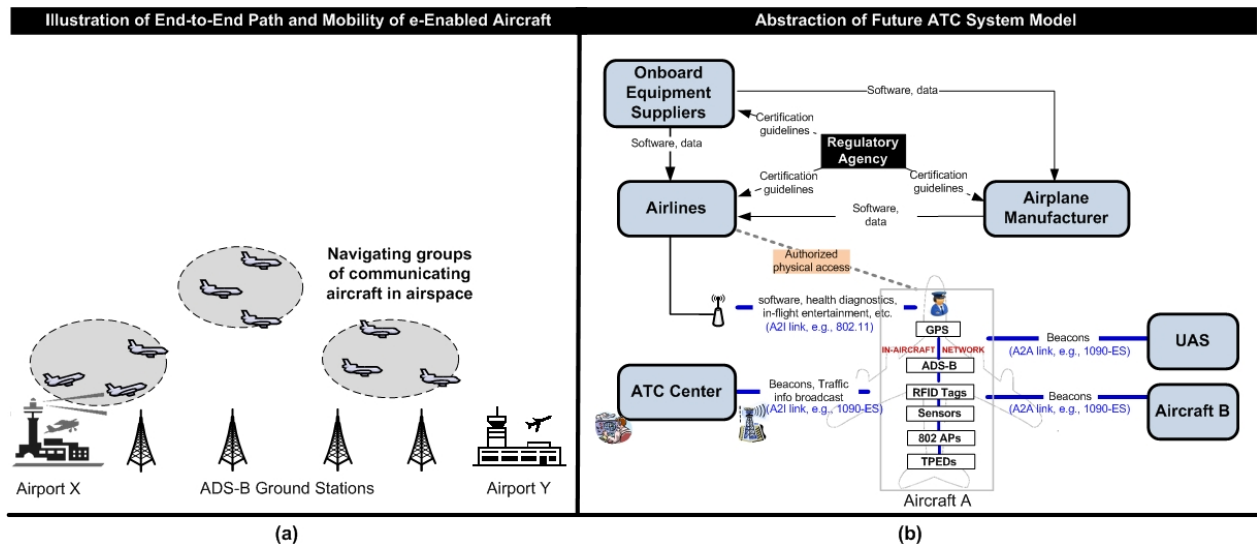 Illustration of End-to-End Path and Mobility of e-Enabled Aircraft
Navigating groups
of communicating
aircraft in airspace
Airport X
ADS-B Ground Stations
Airport Y
(a)
Abstraction of Future ATC System Model
Onboard
Equipment
Suppliers
Software, data
Certification
guidelines
Regulatory
Agency
Software, data
Certification
guidelines
Certification
guidelines
Airlines
Software,
data
Airplane
Manufacturer
Authorized
physical access
software, health diagnostics,
in-flight entertainment, etc.
(A2I link, e.g., 802.11)
GPS
IN-AIRCRAFT NETWORK
ADS-B
RFID Tags
Sensors
802 APs
TPEDs
Aircraft A
Beacons
(A2A link, e.g., 1090-ES)
UAS
ATC Center
Beacons, Traffic
info broadcast
(A2I link, e.g., 1090-ES)
Beacons
(A2A link, e.g., 1090-ES)
Aircraft B
(b)